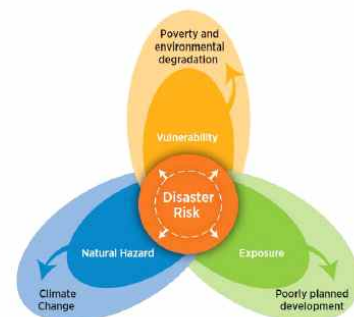 Poverty and
environmental
degradation
Vulnerability
Disaster
Risk
Natural Hazard
Exposure
Climate
Change
Poorly planned
development